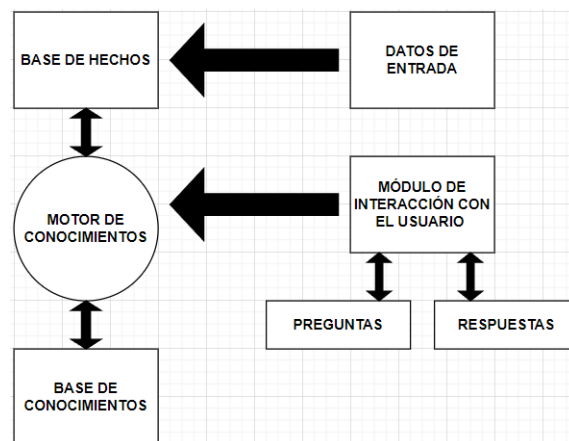 BASE DE HECHOS
DATOS DE
ENTRADA
MOTOR DE
CONOCIMIENTOS
MÓDULO DE
INTERACCIÓN CON
EL USUARIO
PREGUNTAS
RESPUESTAS
BASE DE
CONOCIMIENTOS